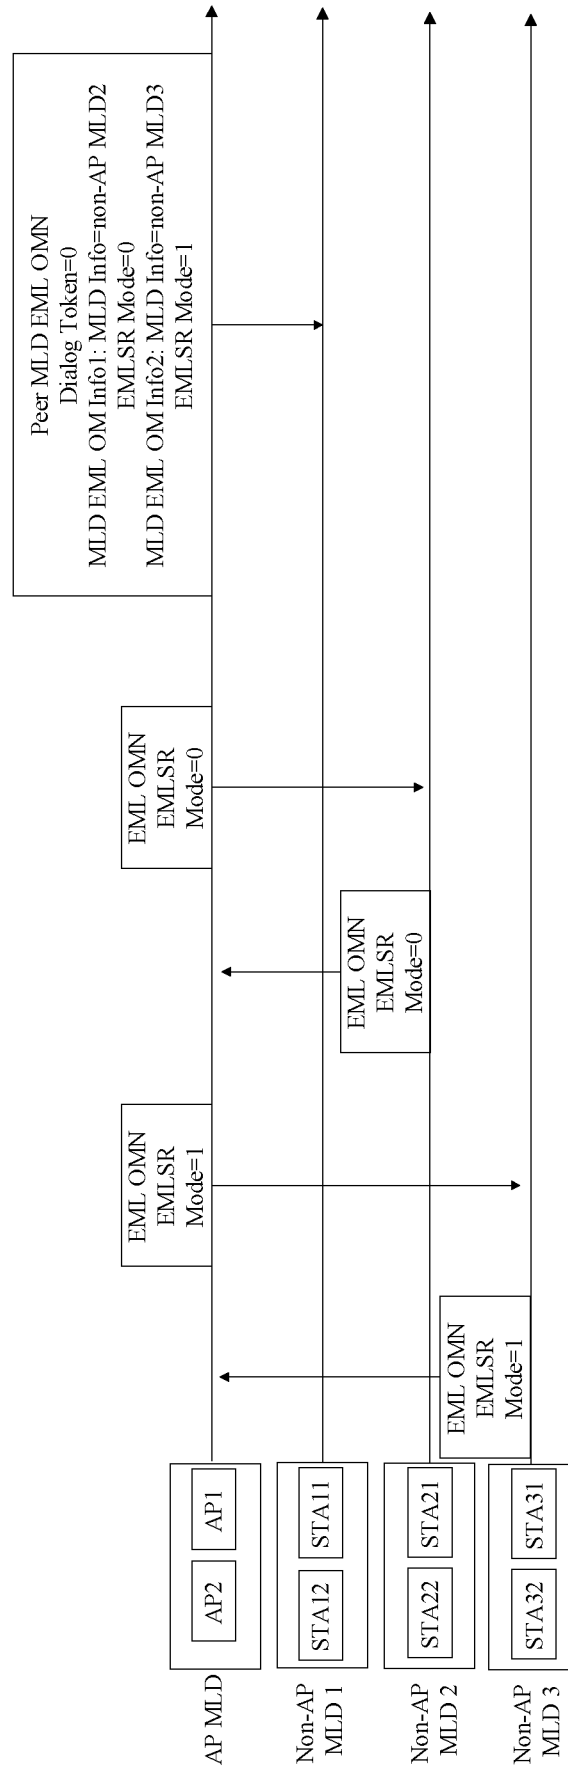 AP MLD
AP2
AP1
Non-AP
MLD 1
STA12
STA11
Non-AP
MLD 2
STA22
STA21
Non-AP
MLD 3
STA32
STA31
EML OMN
EMLSR
Mode=1
EML OMN
EMLSR
Mode=1
EML OMN
EMLSR
Mode=0
EML OMN
EMLSR
Mode=0
Peer MLD EML OMN
Dialog Token=0
MLD EML OM Info1: MLD Info=non-AP MLD2
EMLSR Mode=0
MLD EML OM Info2: MLD Info=non-AP MLD3
EMLSR Mode=1